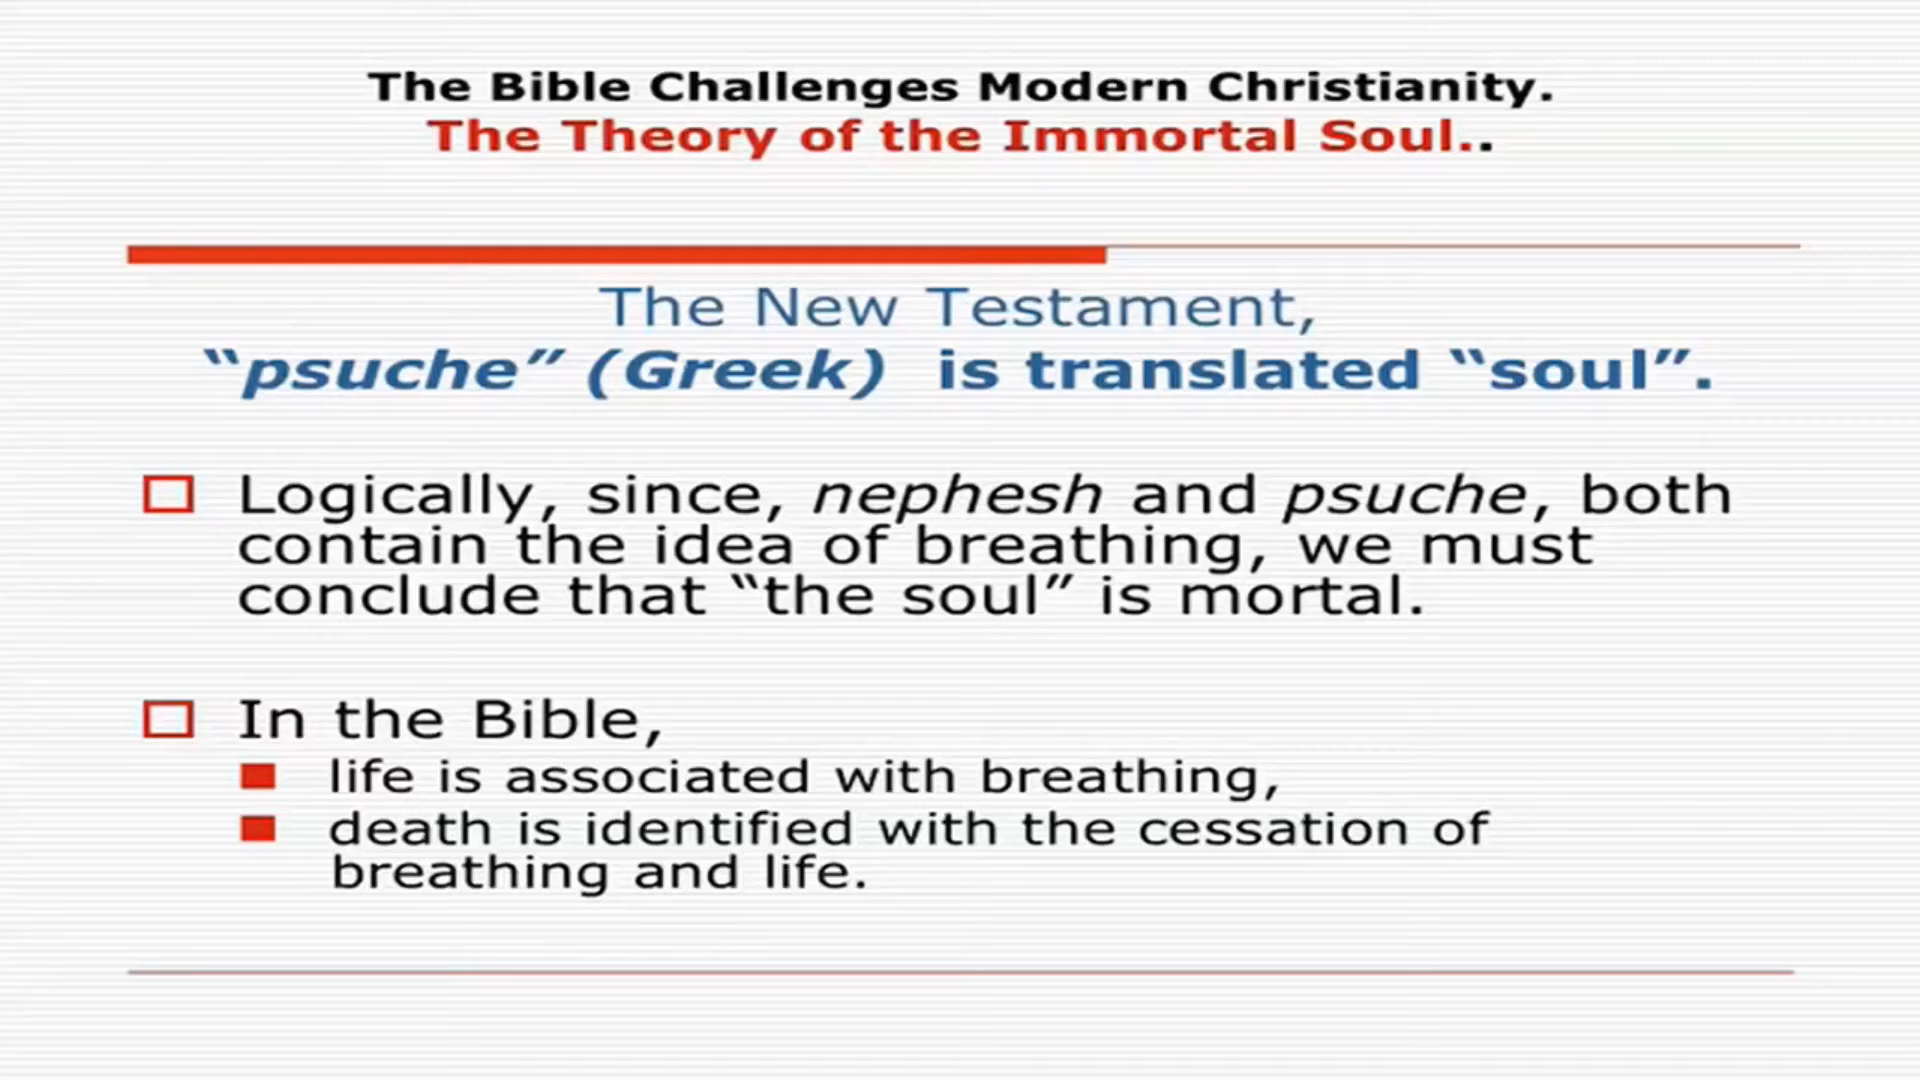 The Bible Challenges Modern Christianity.
The Theory of the Immortal Soul..
The New Testament,
“psuche” (Greek) is translated “soul”.
Logically, since, nephesh and psuche, both
contain the idea of breathing, we must
conclude that “the soul” is mortal.
In the Bible,
life is associated with breathing,
death is identified with the cessation of
breathing and life.